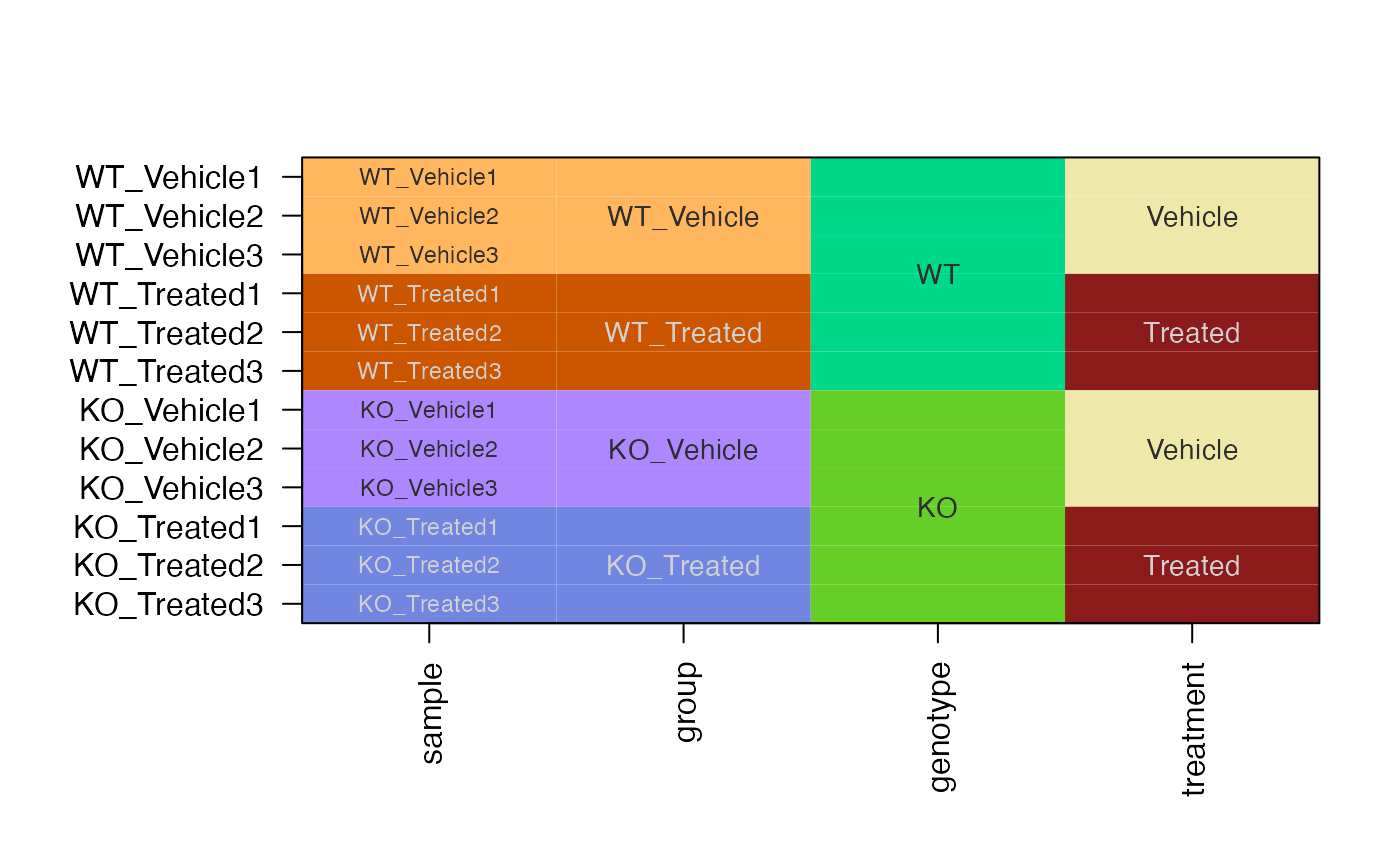 WT_Vehicle1 WT_Vehicle1
WT_Vehicle2 WT_Vehicle2 WT_Vehicle Vehicle
WT_Vehicle3 WT_Vehicle3
WT
WT_Treated1 WT_Treated1
WT_Treated2 WT_Treated2 WT_Treated Treated
WT_Treated3 WT_Treated3
KO_Vehicle1 KO_Vehicle1
KO_Vehicle2 KO_Vehicle2 KO_Vehicle Vehicle
KO_Vehicle3 KO_Vehicle3
KO
KO_Treated1 KO_Treated1
KO_Treated2 KO_Treated2 KO_Treated Treated
KO_Treated3 KO_Treated3
sample
group
genotype
treatment